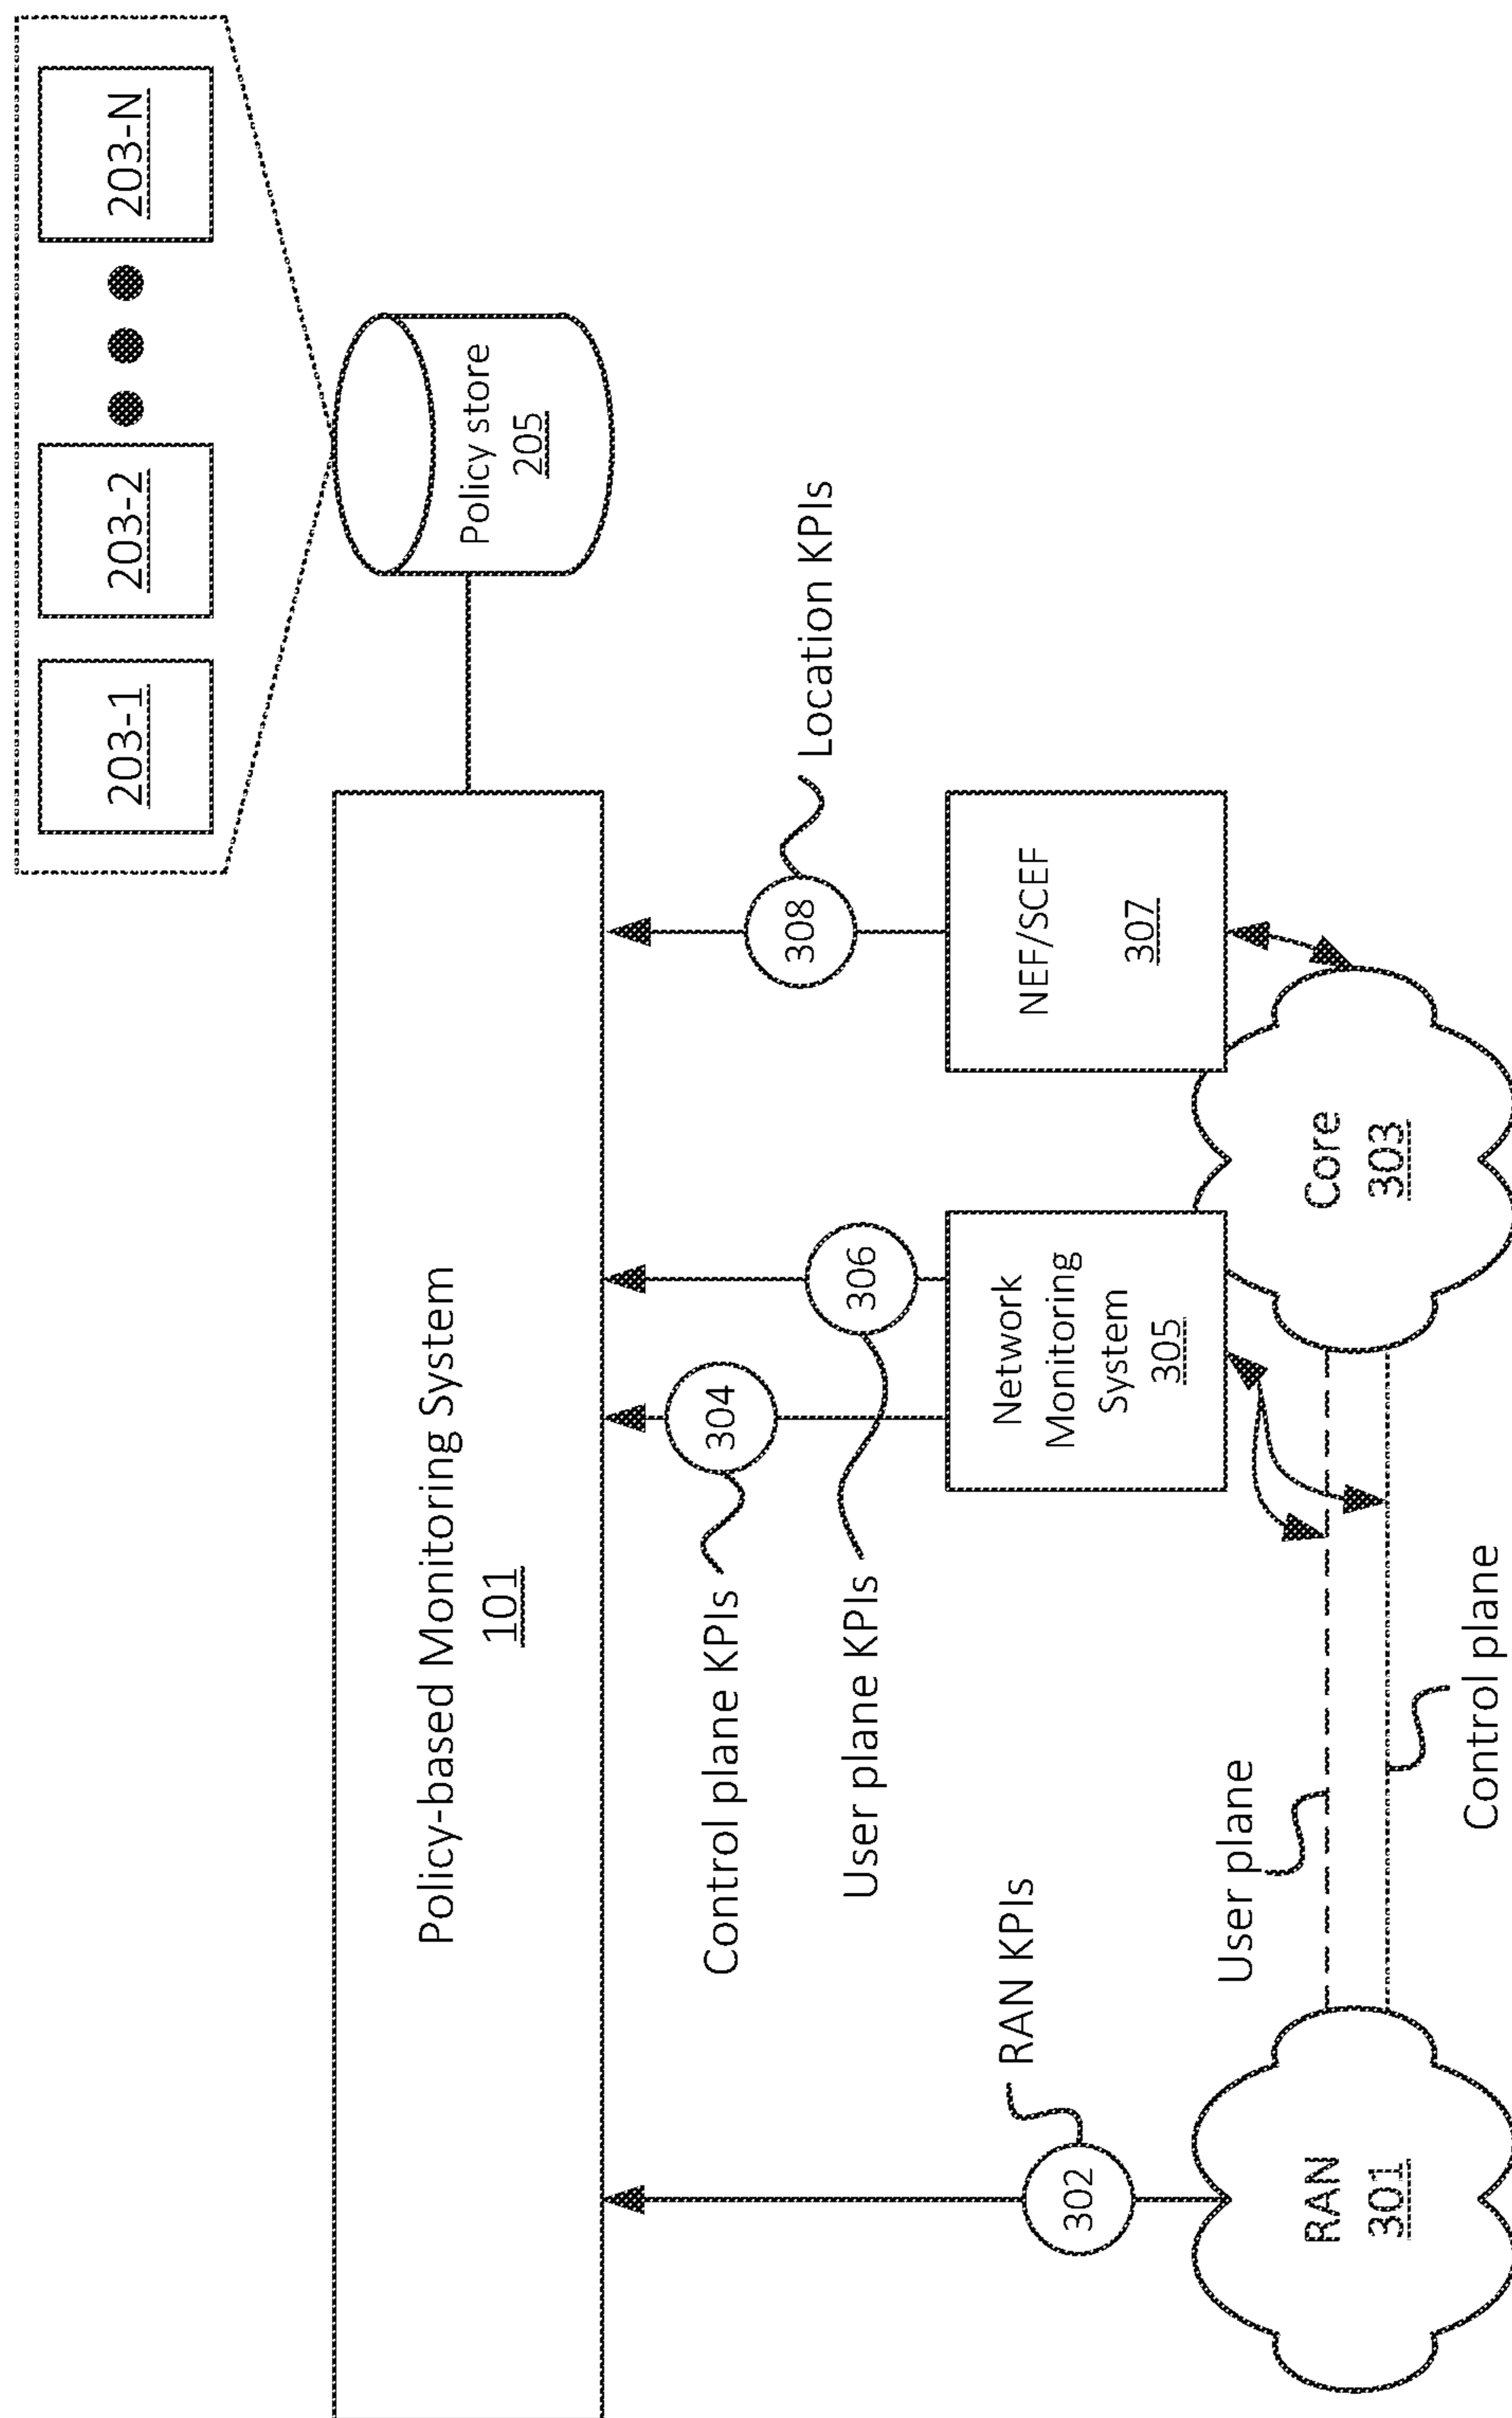 203-1
203-2
203-N
Policy-based Monitoring System
101
Policy store
205
304
Control plane KPIs
306
User plane KPIs
308
Location KPIs
302
RAN KPIs
Network
Monitoring
System
305
NEF/SCEF
307
User plane
RAN
301
Core
303
Control plane